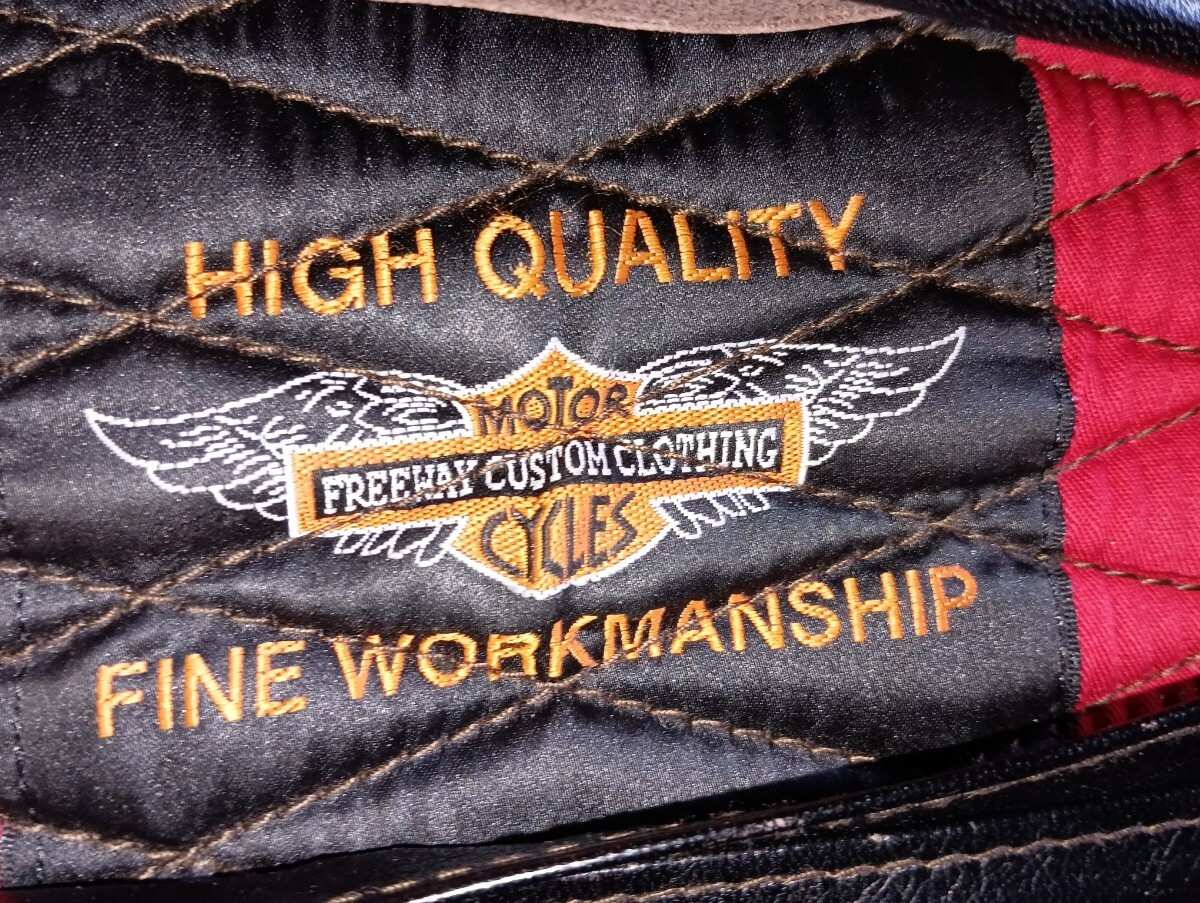 HIGH QUALITY
MOTOR
FREEWAY CUSTOM CLOTHING
CYCLES
FINE WORKMANSHIP